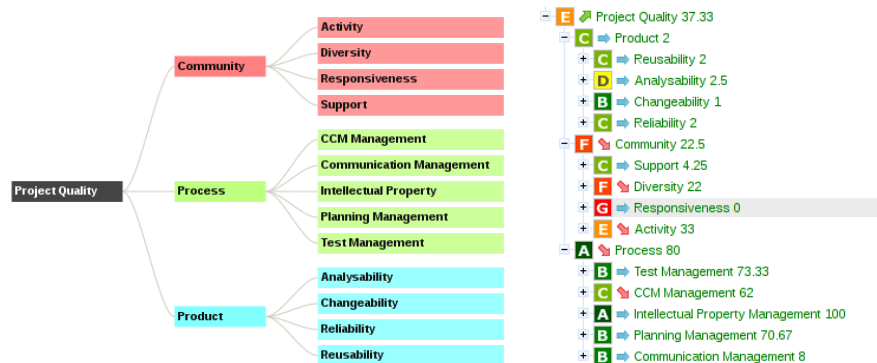 Project Quality
Community
Activity
Diversity
Responsiveness
Support
Process
CCM Management
Communication Management
Intellectual Property
Planning Management
Test Management
Product
Analysability
Changeability
Reliability
Reusability
E Project Quality 37.33
C Product 2
C Reusability 2
D Analysability 2.5
B Changeability 1
C Reliability 2
F Community 22.5
C Support 4.25
F Diversity 22
G Responsiveness 0
E Activity 33
A Process 80
B Test Management 73.33
C CCM Management 62
A Intellectual Property Management 100
B Planning Management 70.67
B Communication Management 8